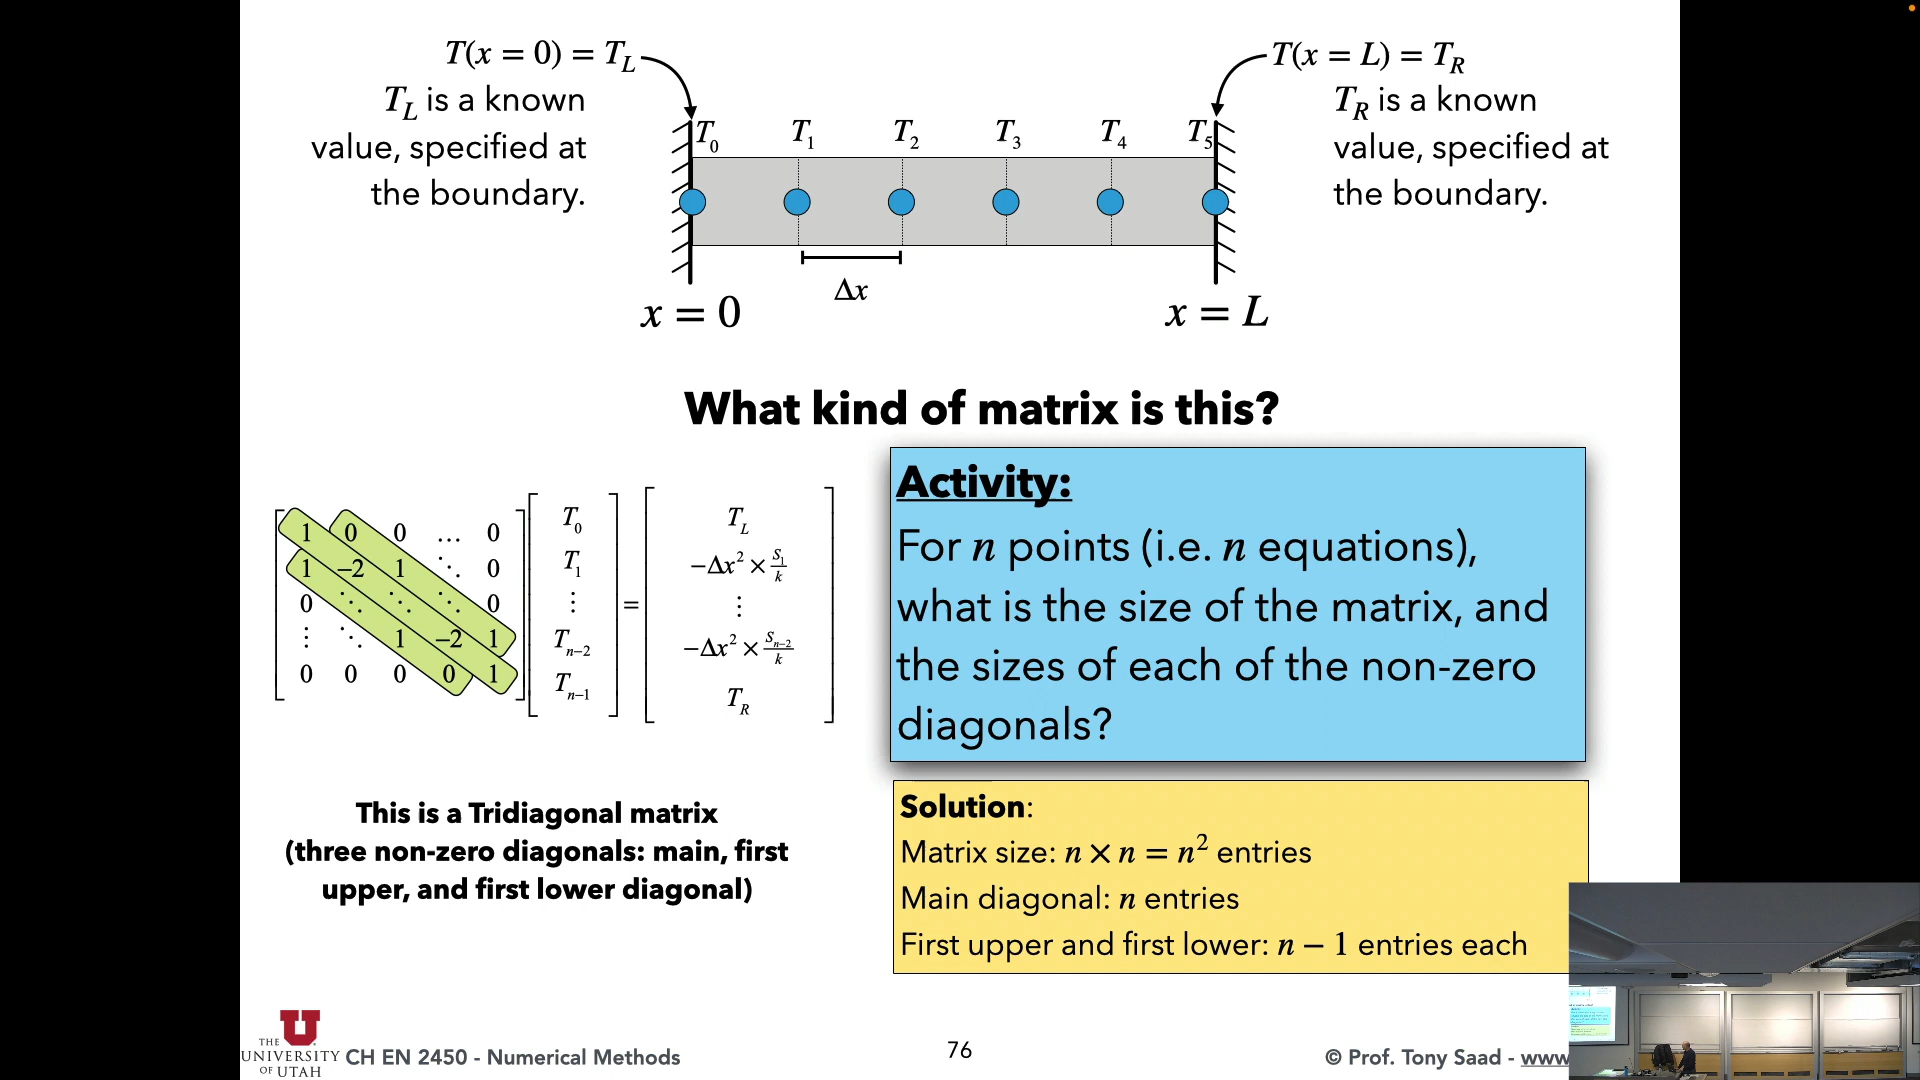 T(x = 0) = T_L
T_L is a known
value, specified at
the boundary.
T(x = L) = T_R
T_R is a known
value, specified at
the boundary.
T_0 T_1 T_2 T_3 T_4 T_5
Δx
x = 0
x = L
What kind of matrix is this?
1 0 0 … 0
1 −2 1 ⋱ 0
0 ⋱ ⋱ ⋱ 0
⋮ ⋱ 1 −2 1
0 0 0 0 1
T_0
T_1
⋮
T_{n−2}
T_{n−1}
=
T_L
−Δx² × S_1/k
⋮
−Δx² × S_{n−2}/k
T_R
This is a Tridiagonal matrix
(three non-zero diagonals: main, first
upper, and first lower diagonal)
Activity:
For n points (i.e. n equations),
what is the size of the matrix, and
the sizes of each of the non-zero
diagonals?
Solution:
Matrix size: n × n = n² entries
Main diagonal: n entries
First upper and first lower: n − 1 entries each
THE
UNIVERSITY
OF UTAH
CH EN 2450 - Numerical Methods
76
© Prof. Tony Saad - www